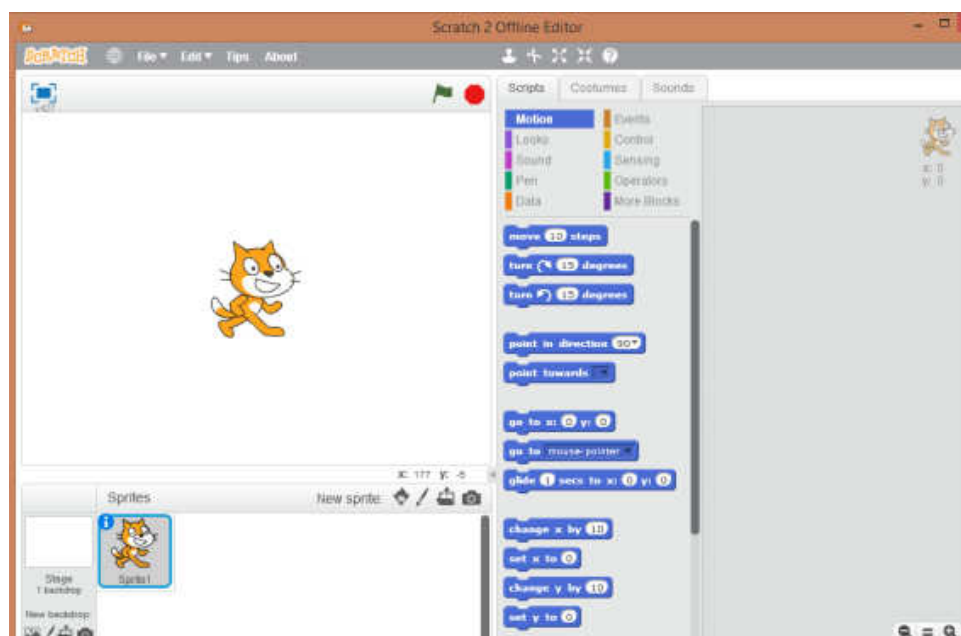 Scratch 2 Offline Editor
SCRATCH File Edit Tips About
Scripts Costumes Sounds
Motion Events
Looks Control
Sound Sensing
Pen Operators
Data More Blocks
x: 0
y: 0
move 10 steps
turn 15 degrees
turn 15 degrees
point in direction 90
point towards
go to x: 0 y: 0
go to mouse-pointer
glide 1 secs to x: 0 y: 0
change x by 10
set x to 0
change y by 10
set y to 0
Sprites New sprite:
Sprite1
Stage
1 backdrop
New backdrop: